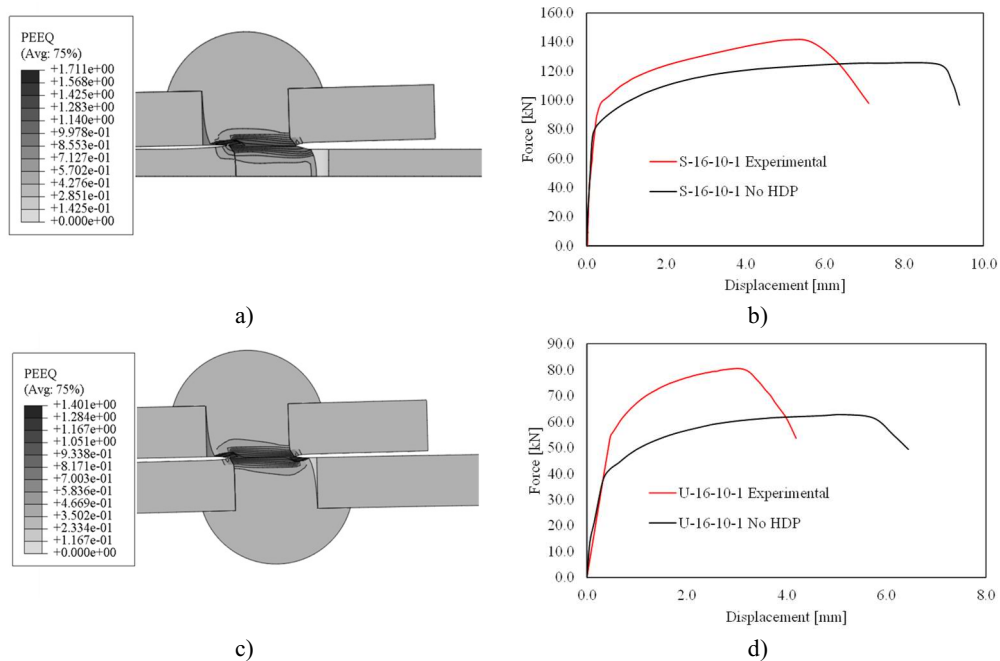 PEEQ
(Avg: 75%)
+1.711e+00
+1.568e+00
+1.425e+00
+1.283e+00
+1.140e+00
+9.978e-01
+8.553e-01
+7.127e-01
+5.702e-01
+4.276e-01
+2.851e-01
+1.425e-01
+0.000e+00
a)
160.0
140.0
120.0
100.0
80.0
60.0
40.0
20.0
0.0
Force [kN]
S-16-10-1 Experimental
S-16-10-1 No HDP
0.0 2.0 4.0 6.0 8.0 10.0
Displacement [mm]
b)
PEEQ
(Avg: 75%)
+1.401e+00
+1.284e+00
+1.167e+00
+1.051e+00
+9.338e-01
+8.171e-01
+7.003e-01
+5.836e-01
+4.669e-01
+3.502e-01
+2.334e-01
+1.167e-01
+0.000e+00
c)
90.0
80.0
70.0
60.0
50.0
40.0
30.0
20.0
10.0
0.0
Force [kN]
U-16-10-1 Experimental
U-16-10-1 No HDP
0.0 2.0 4.0 6.0 8.0
Displacement [mm]
d)